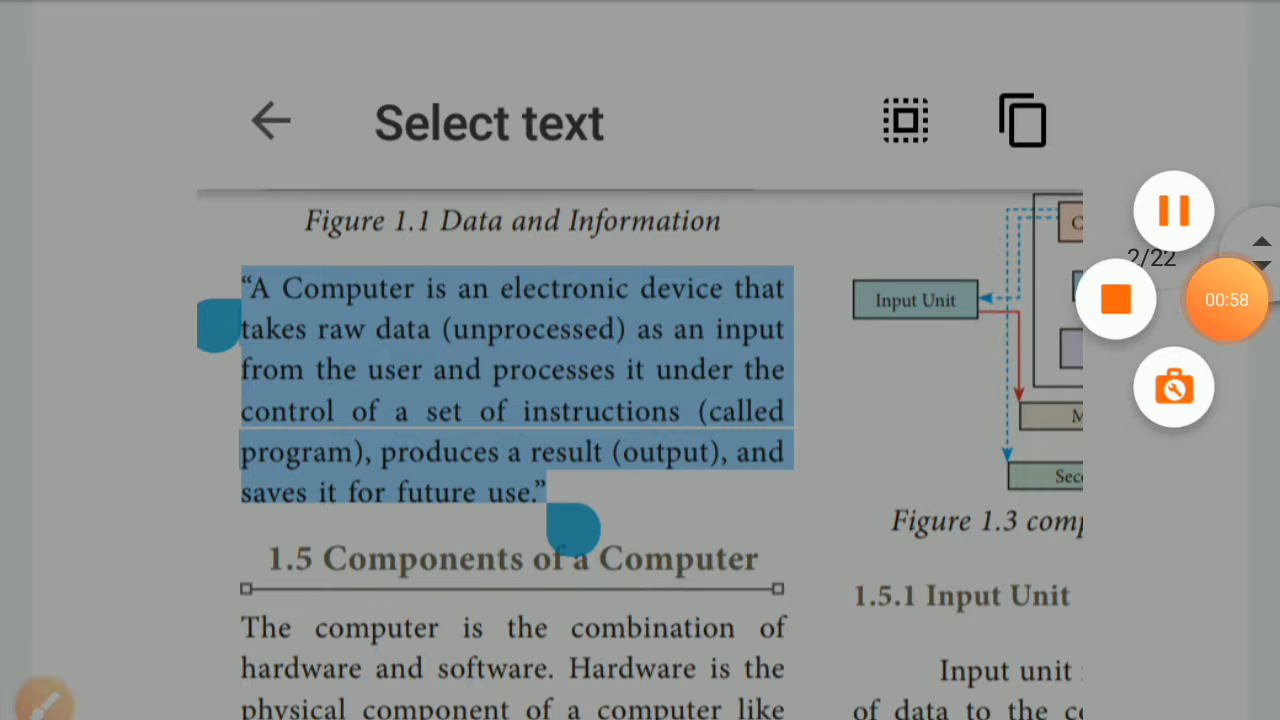 Select text
Figure 1.1 Data and Information
“A Computer is an electronic device that
takes raw data (unprocessed) as an input
from the user and processes it under the
control of a set of instructions (called
program), produces a result (output), and
saves it for future use.”
1.5 Components of a Computer
The computer is the combination of
hardware and software. Hardware is the
physical component of a computer like
C
Input Unit
M
Sec
Figure 1.3 comp
1.5.1 Input Unit
Input unit
of data to the co
2/22
00:58